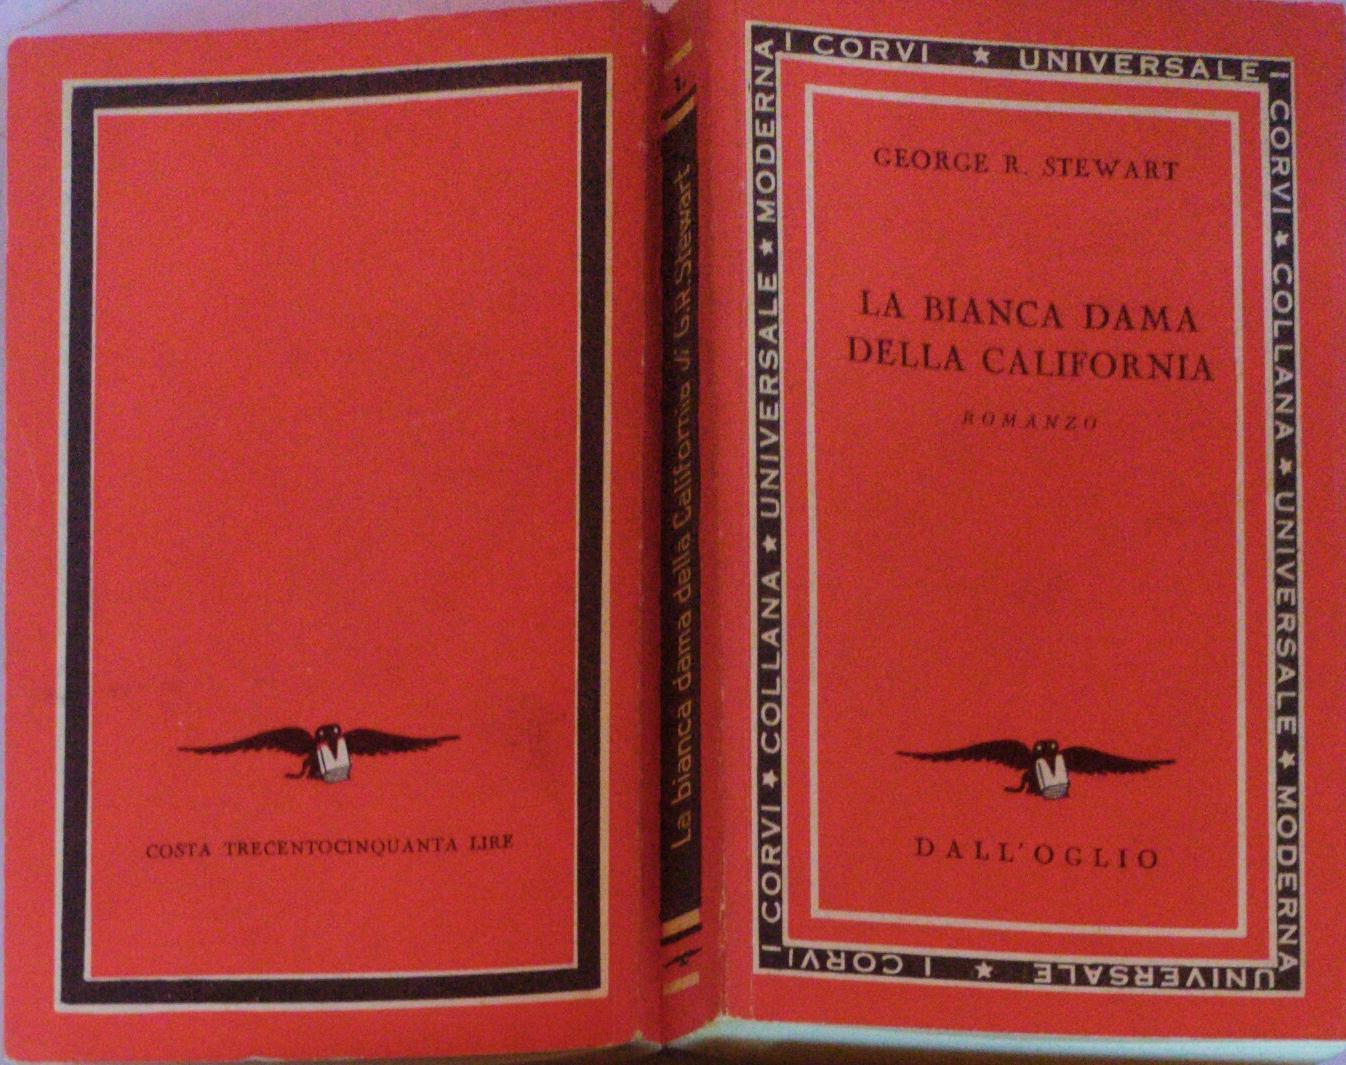 COSTA TRECENTOCINQUANTA LIRE
La bianca dama della California di G.R. Stewart
I CORVI ★ UNIVERSALE
I CORVI ★ COLLANA ★ UNIVERSALE ★ MODERNA
UNIVERSALE ★ I CORVI
I CORVI ★ COLLANA ★ UNIVERSALE ★ MODERNA
GEORGE R. STEWART
LA BIANCA DAMA
DELLA CALIFORNIA
ROMANZO
DALL'OGLIO